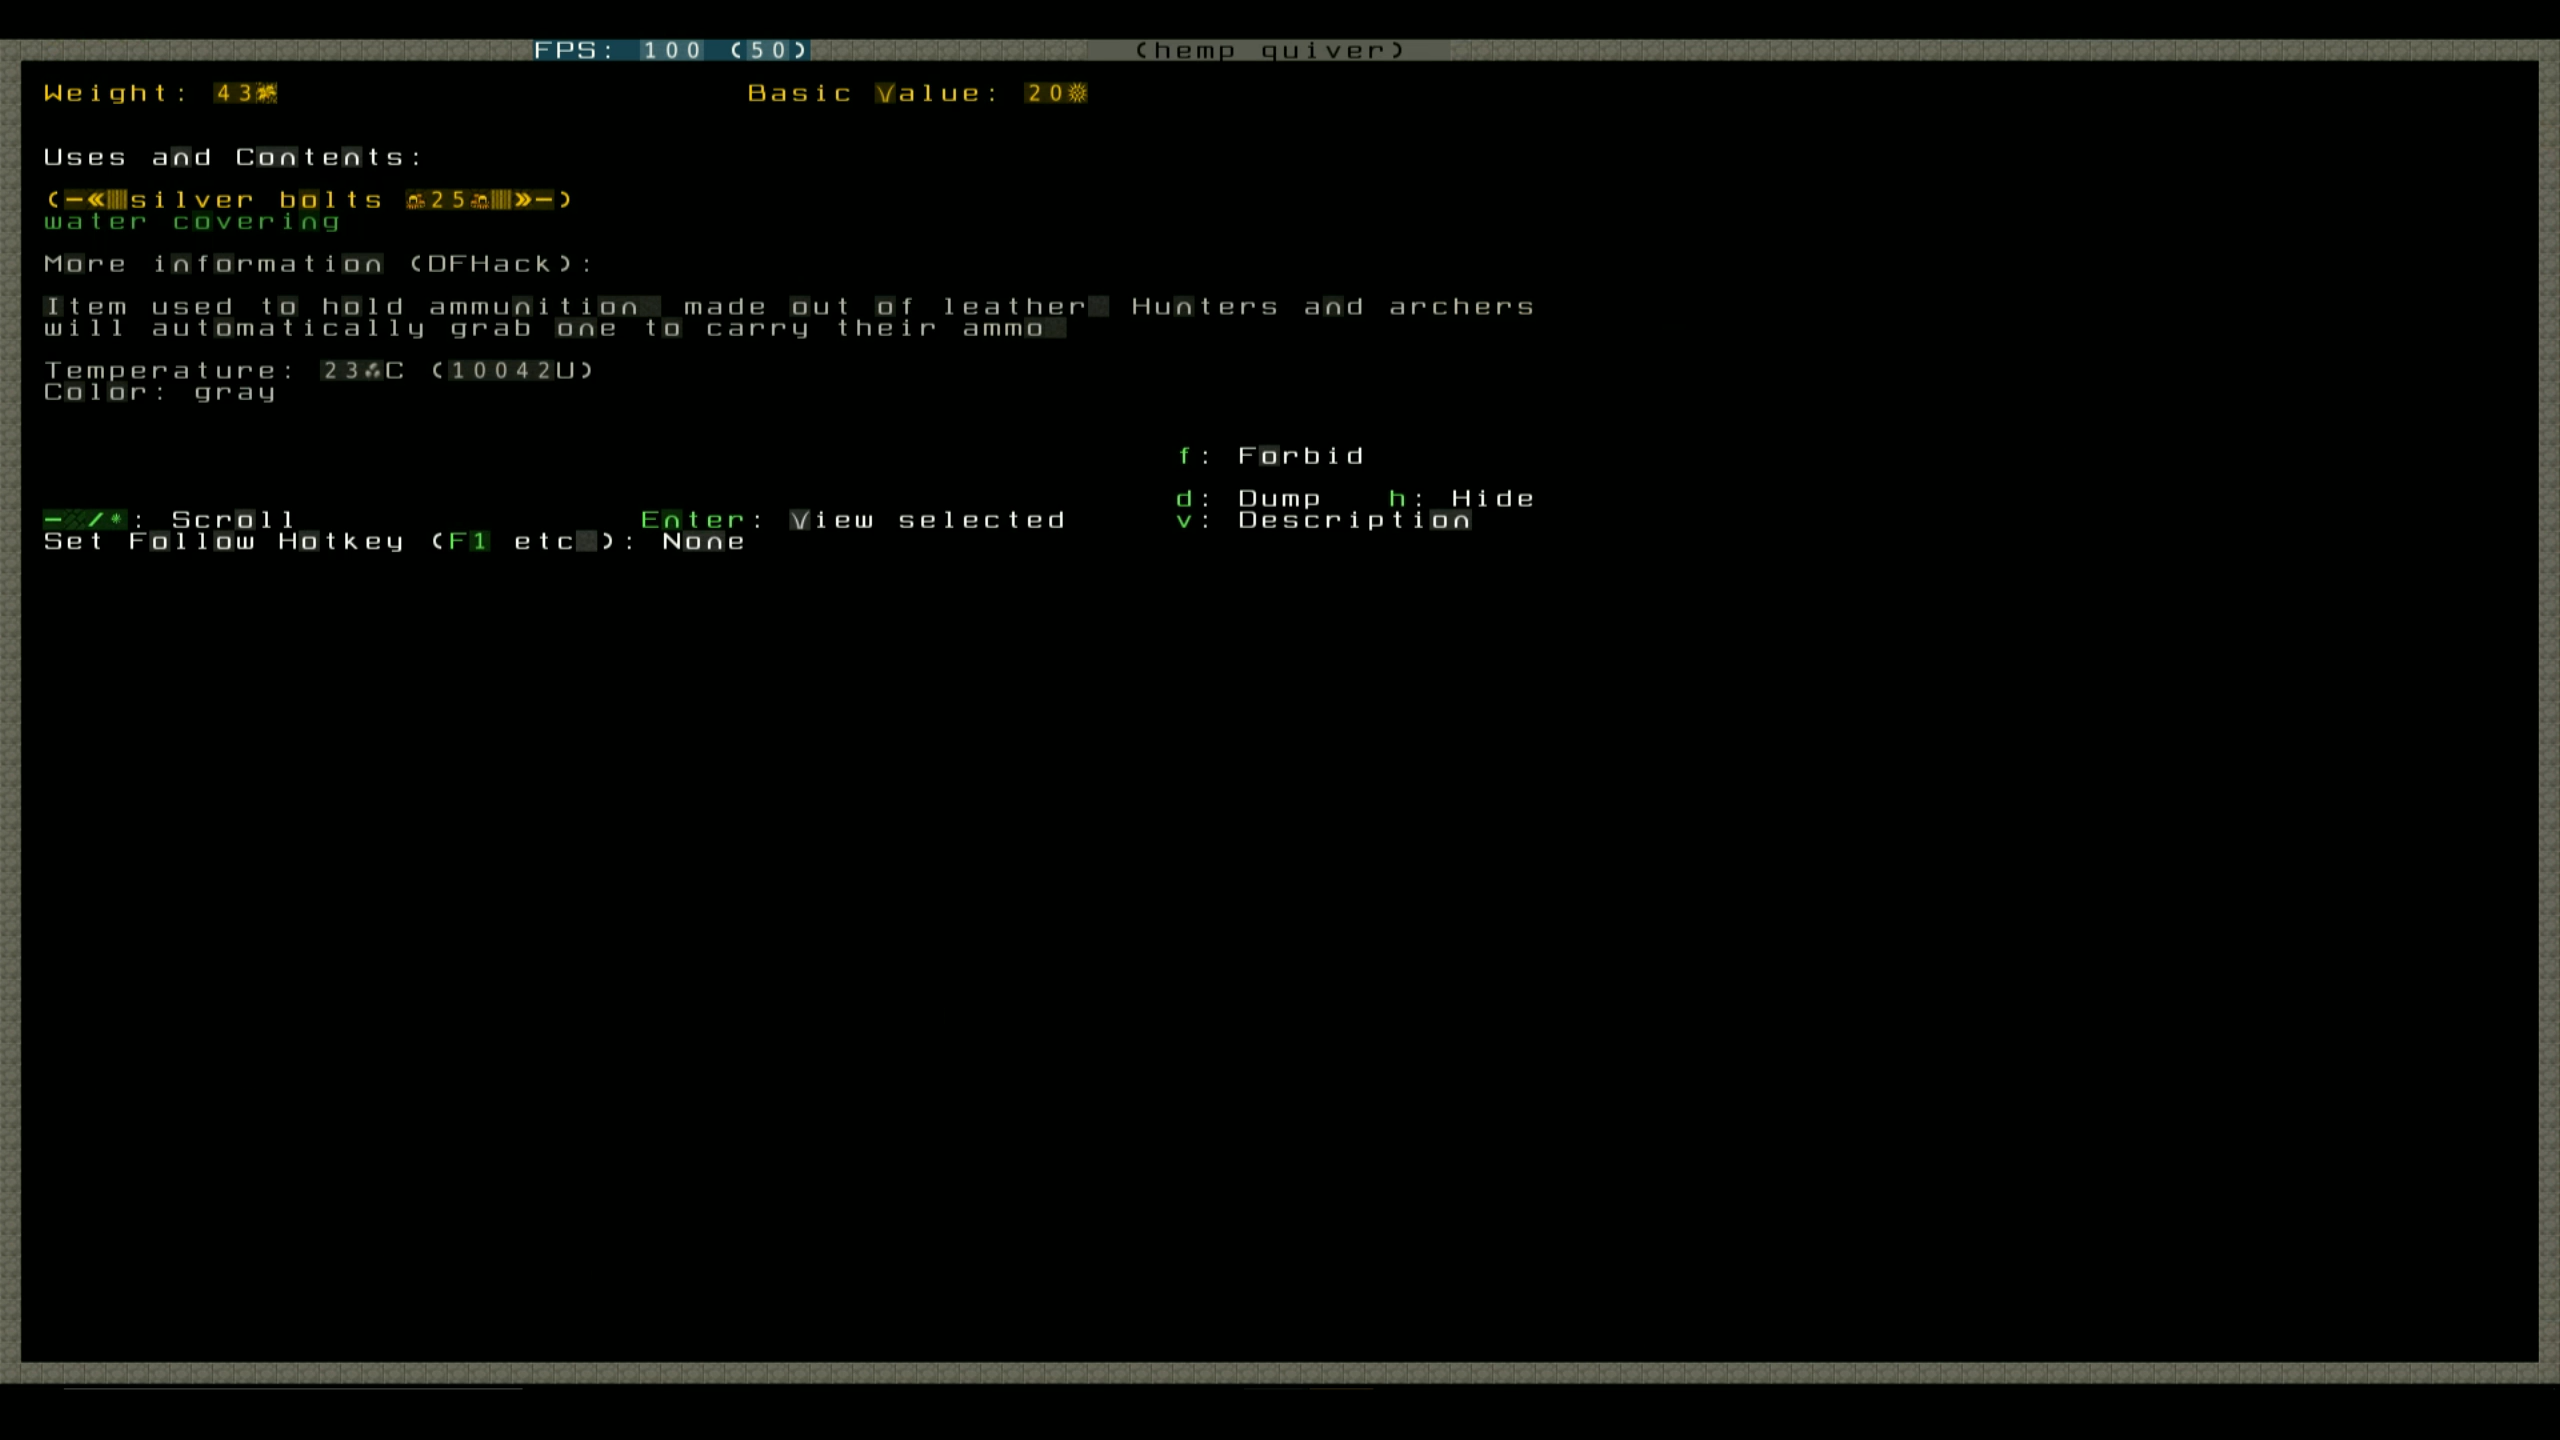 FPS: 100 (50) (hemp quiver)
Weight: 43 Basic Value: 20☼
Uses and Contents:
(-«silver bolts 25»-)
water covering
More information (DFHack):
Item used to hold ammunition made out of leather Hunters and archers
will automatically grab one to carry their ammo
Temperature: 23 C (10042U)
Color: gray
f: Forbid
d: Dump h: Hide
-/*: Scroll Enter: View selected v: Description
Set Follow Hotkey (F1 etc ): None